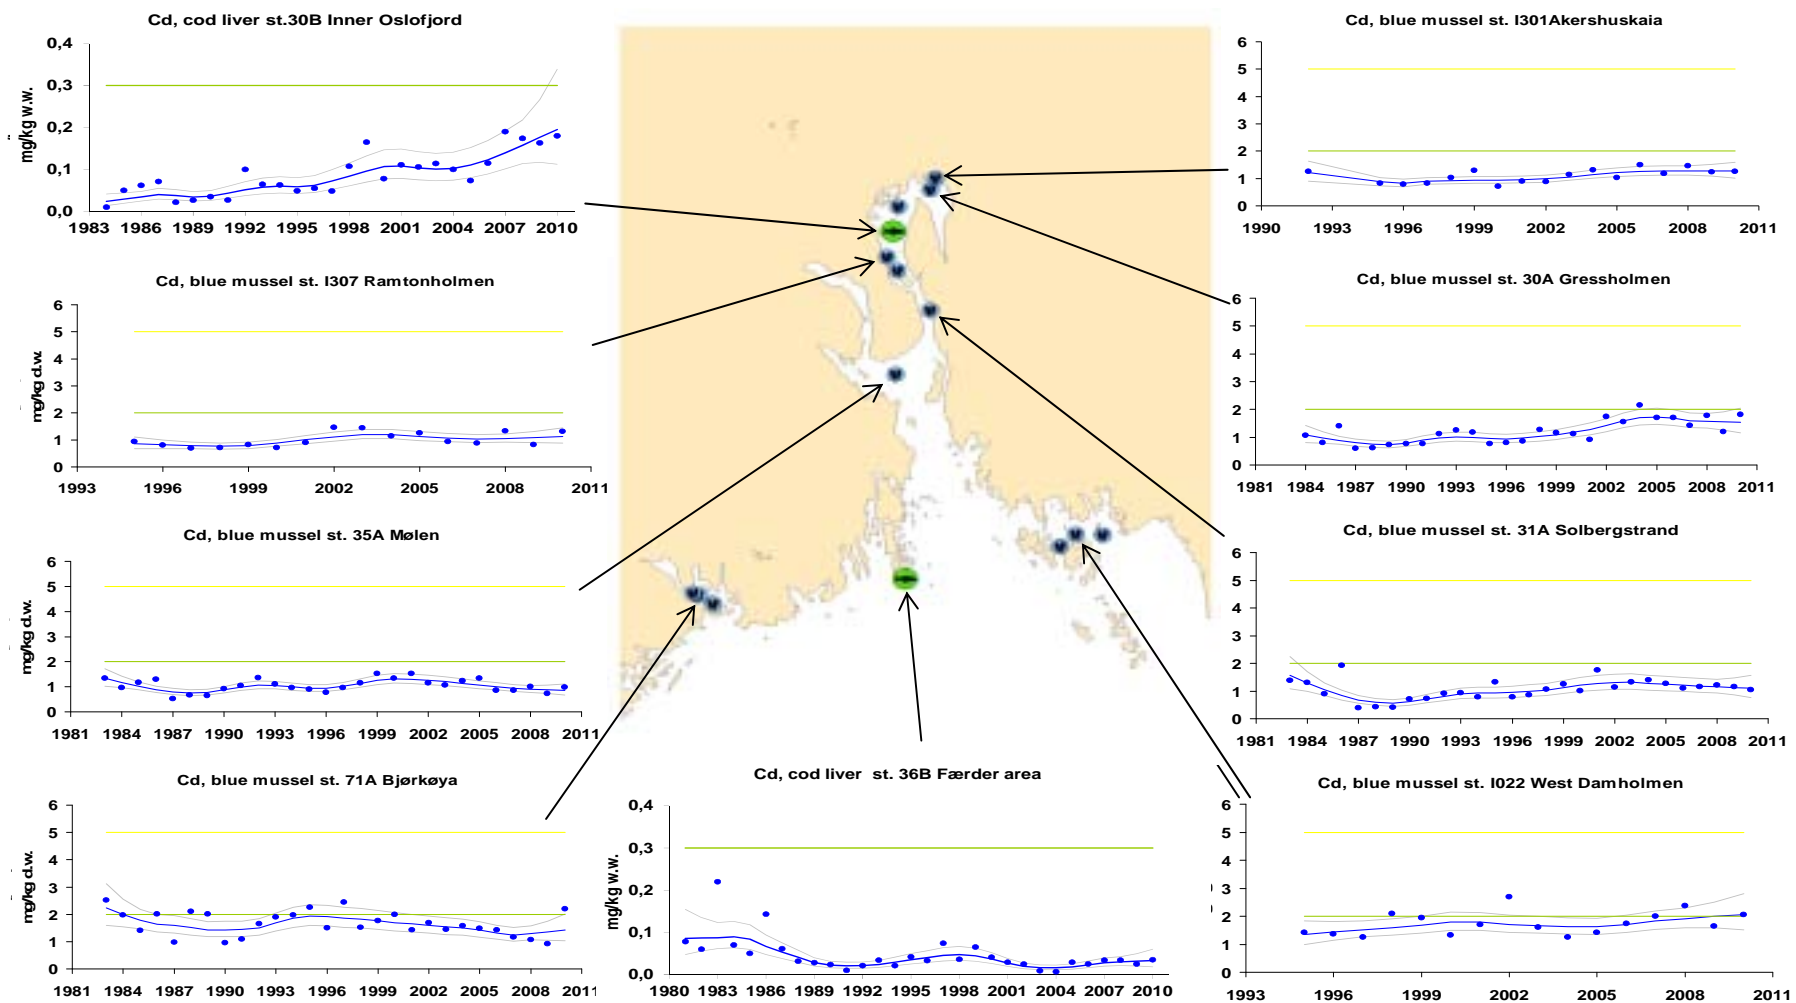 Cd, cod liver st.30B Inner Oslofjord
mg/kg w.w.
0,4
0,3
0,2
0,1
0,0
1983 1986 1989 1992 1995 1998 2001 2004 2007 2010
Cd, blue mussel st. I301Akershuskaia
6
5
4
3
2
1
0
1990 1993 1996 1999 2002 2005 2008 2011
Cd, blue mussel st. I307 Ramtonholmen
mg/kg d.w.
6
5
4
3
2
1
0
1993 1996 1999 2002 2005 2008 2011
Cd, blue mussel st. 30A Gressholmen
6
5
4
3
2
1
0
1981 1984 1987 1990 1993 1996 1999 2002 2005 2008 2011
Cd, blue mussel st. 35A Mølen
mg/kg d.w.
6
5
4
3
2
1
0
1981 1984 1987 1990 1993 1996 1999 2002 2005 2008 2011
Cd, blue mussel st. 31A Solbergstrand
6
5
4
3
2
1
0
1981 1984 1987 1990 1993 1996 1999 2002 2005 2008 2011
Cd, blue mussel st. 71A Bjørkøya
mg/kg d.w.
6
5
4
3
2
1
0
1981 1984 1987 1990 1993 1996 1999 2002 2005 2008 2011
Cd, cod liver st. 36B Færder area
mg/kg w.w.
0,4
0,3
0,2
0,1
0,0
1980 1983 1986 1989 1992 1995 1998 2001 2004 2007 2010
Cd, blue mussel st. I022 West Damholmen
6
5
4
3
2
1
0
1993 1996 1999 2002 2005 2008 2011